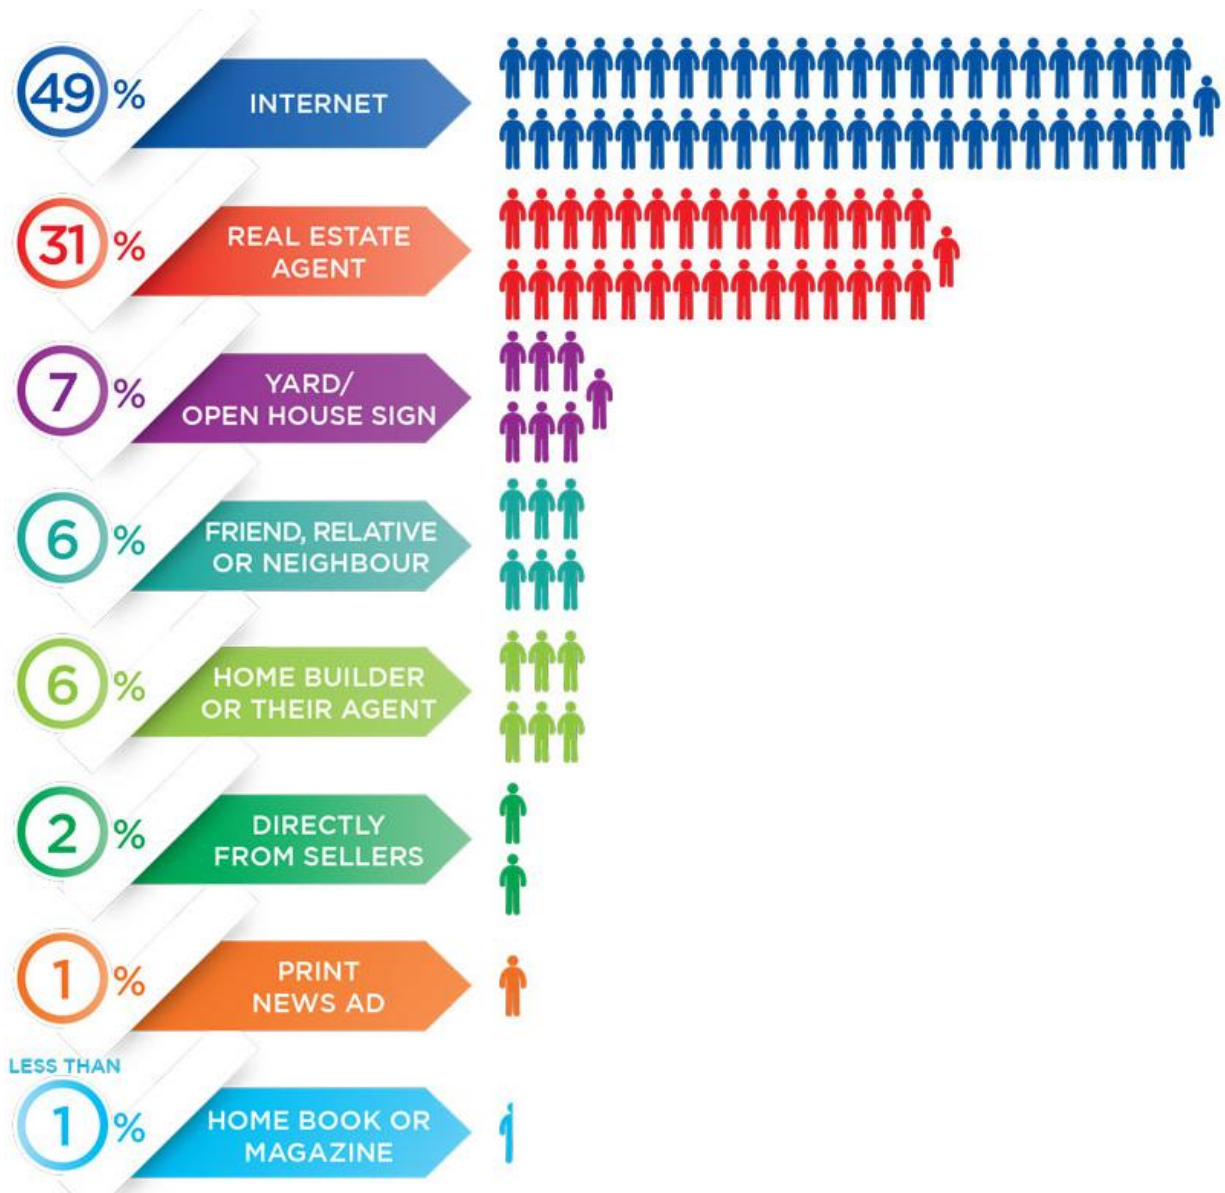 49 %
INTERNET
31 %
REAL ESTATE
AGENT
7 %
YARD/
OPEN HOUSE SIGN
6 %
FRIEND, RELATIVE
OR NEIGHBOUR
6 %
HOME BUILDER
OR THEIR AGENT
2 %
DIRECTLY
FROM SELLERS
1 %
PRINT
NEWS AD
LESS THAN
1 %
HOME BOOK OR
MAGAZINE